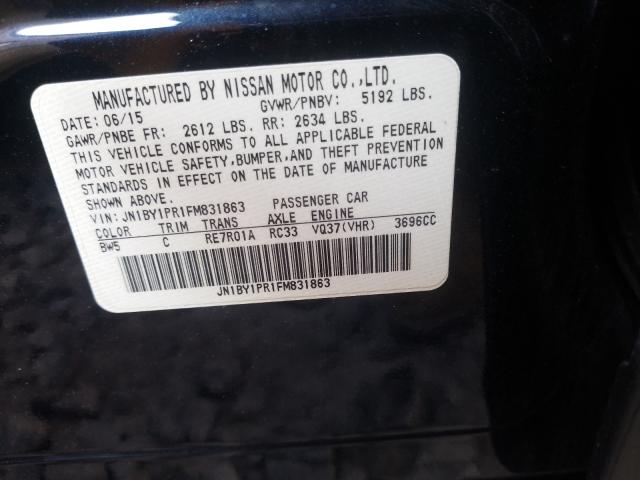 MANUFACTURED BY NISSAN MOTOR CO.,LTD.
DATE: 06/15 GVWR/PNBV: 5192 LBS.
GAWR/PNBE FR: 2612 LBS. RR: 2634 LBS.
THIS VEHICLE CONFORMS TO ALL APPLICABLE FEDERAL
MOTOR VEHICLE SAFETY,BUMPER,AND THEFT PREVENTION
STANDARDS IN EFFECT ON THE DATE OF MANUFACTURE
SHOWN ABOVE.
VIN: JN1BY1PR1FM831863 PASSENGER CAR
COLOR TRIM TRANS AXLE ENGINE
BW5 C RE7R01A RC33 VQ37(VHR) 3696CC
JN1BY1PR1FM831863